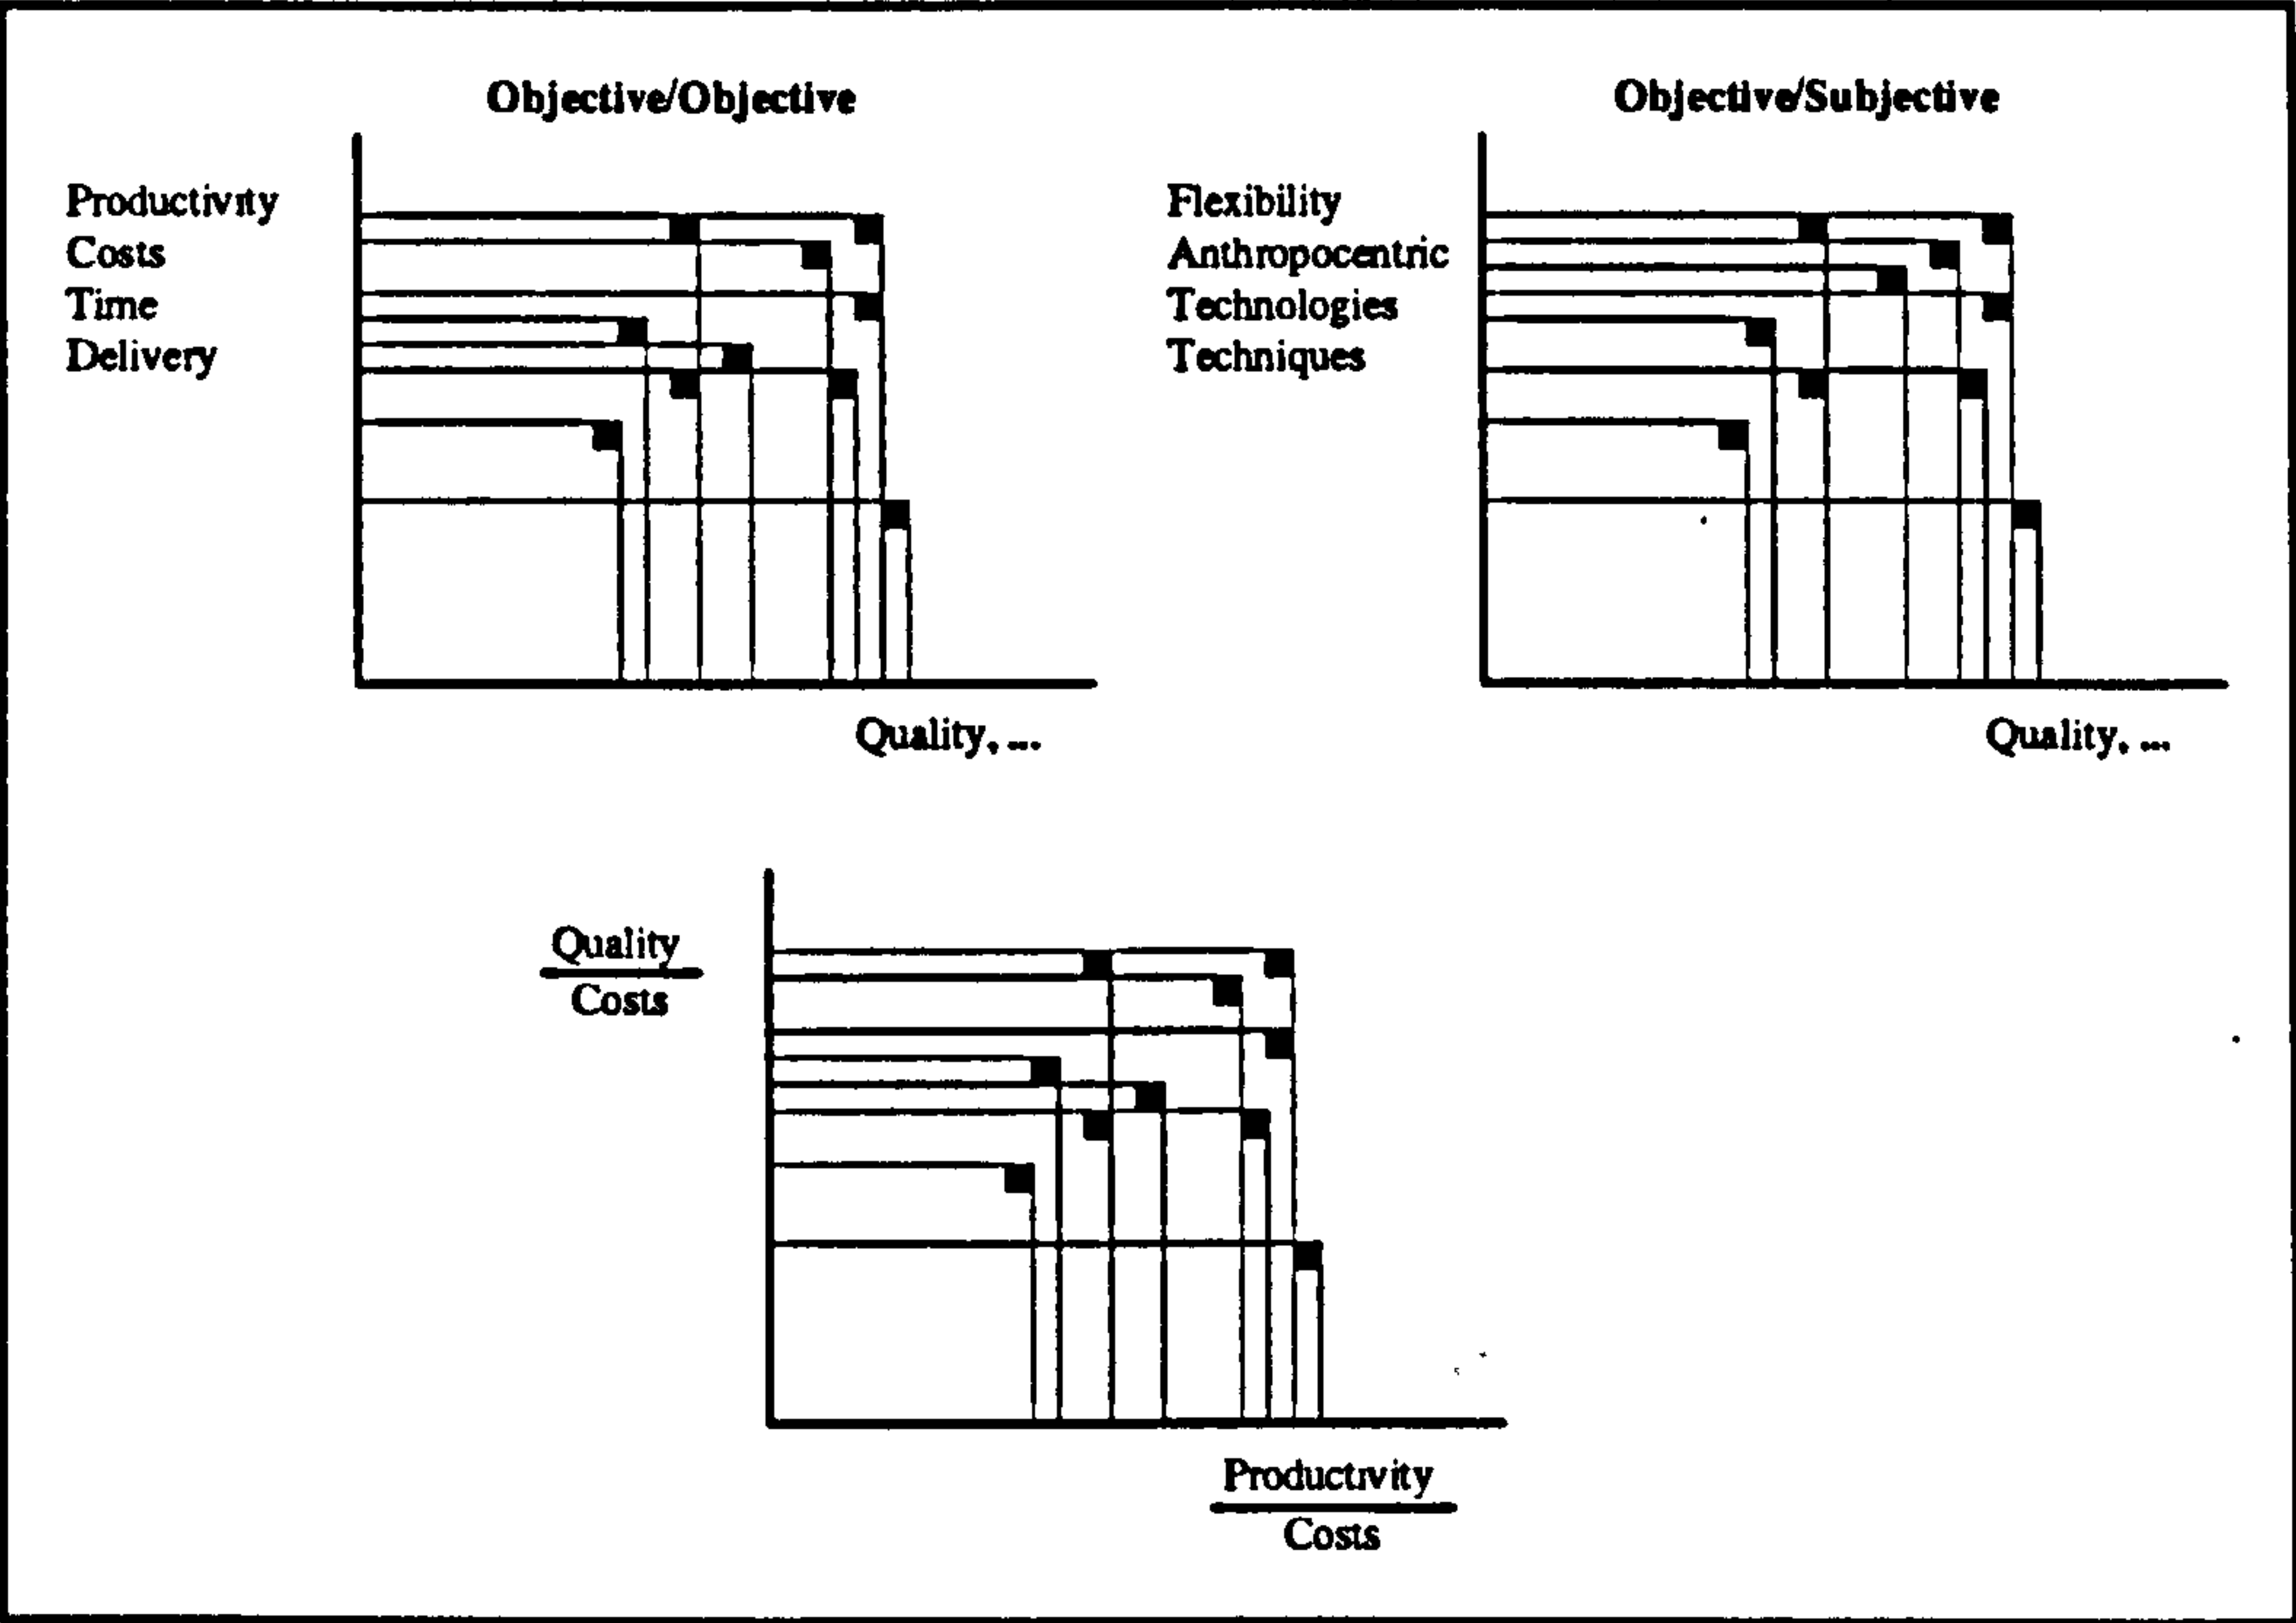 Objective/Objective
Productivity
Costs
Time
Delivery
Quality, ...
Objective/Subjective
Flexibility
Anthropocentric
Technologies
Techniques
Quality, ...
Quality
Costs
Productivity
Costs